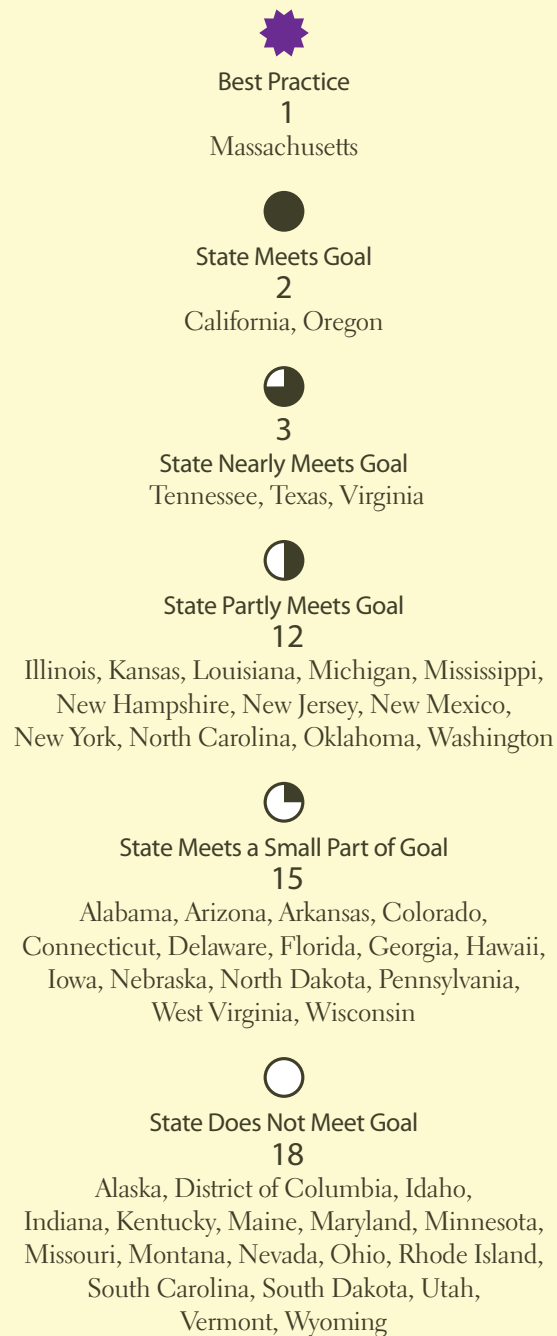 Best Practice
1
Massachusetts
State Meets Goal
2
California, Oregon
3
State Nearly Meets Goal
Tennessee, Texas, Virginia
State Partly Meets Goal
12
Illinois, Kansas, Louisiana, Michigan, Mississippi,
New Hampshire, New Jersey, New Mexico,
New York, North Carolina, Oklahoma, Washington
State Meets a Small Part of Goal
15
Alabama, Arizona, Arkansas, Colorado,
Connecticut, Delaware, Florida, Georgia, Hawaii,
Iowa, Nebraska, North Dakota, Pennsylvania,
West Virginia, Wisconsin
State Does Not Meet Goal
18
Alaska, District of Columbia, Idaho,
Indiana, Kentucky, Maine, Maryland, Minnesota,
Missouri, Montana, Nevada, Ohio, Rhode Island,
South Carolina, South Dakota, Utah,
Vermont, Wyoming